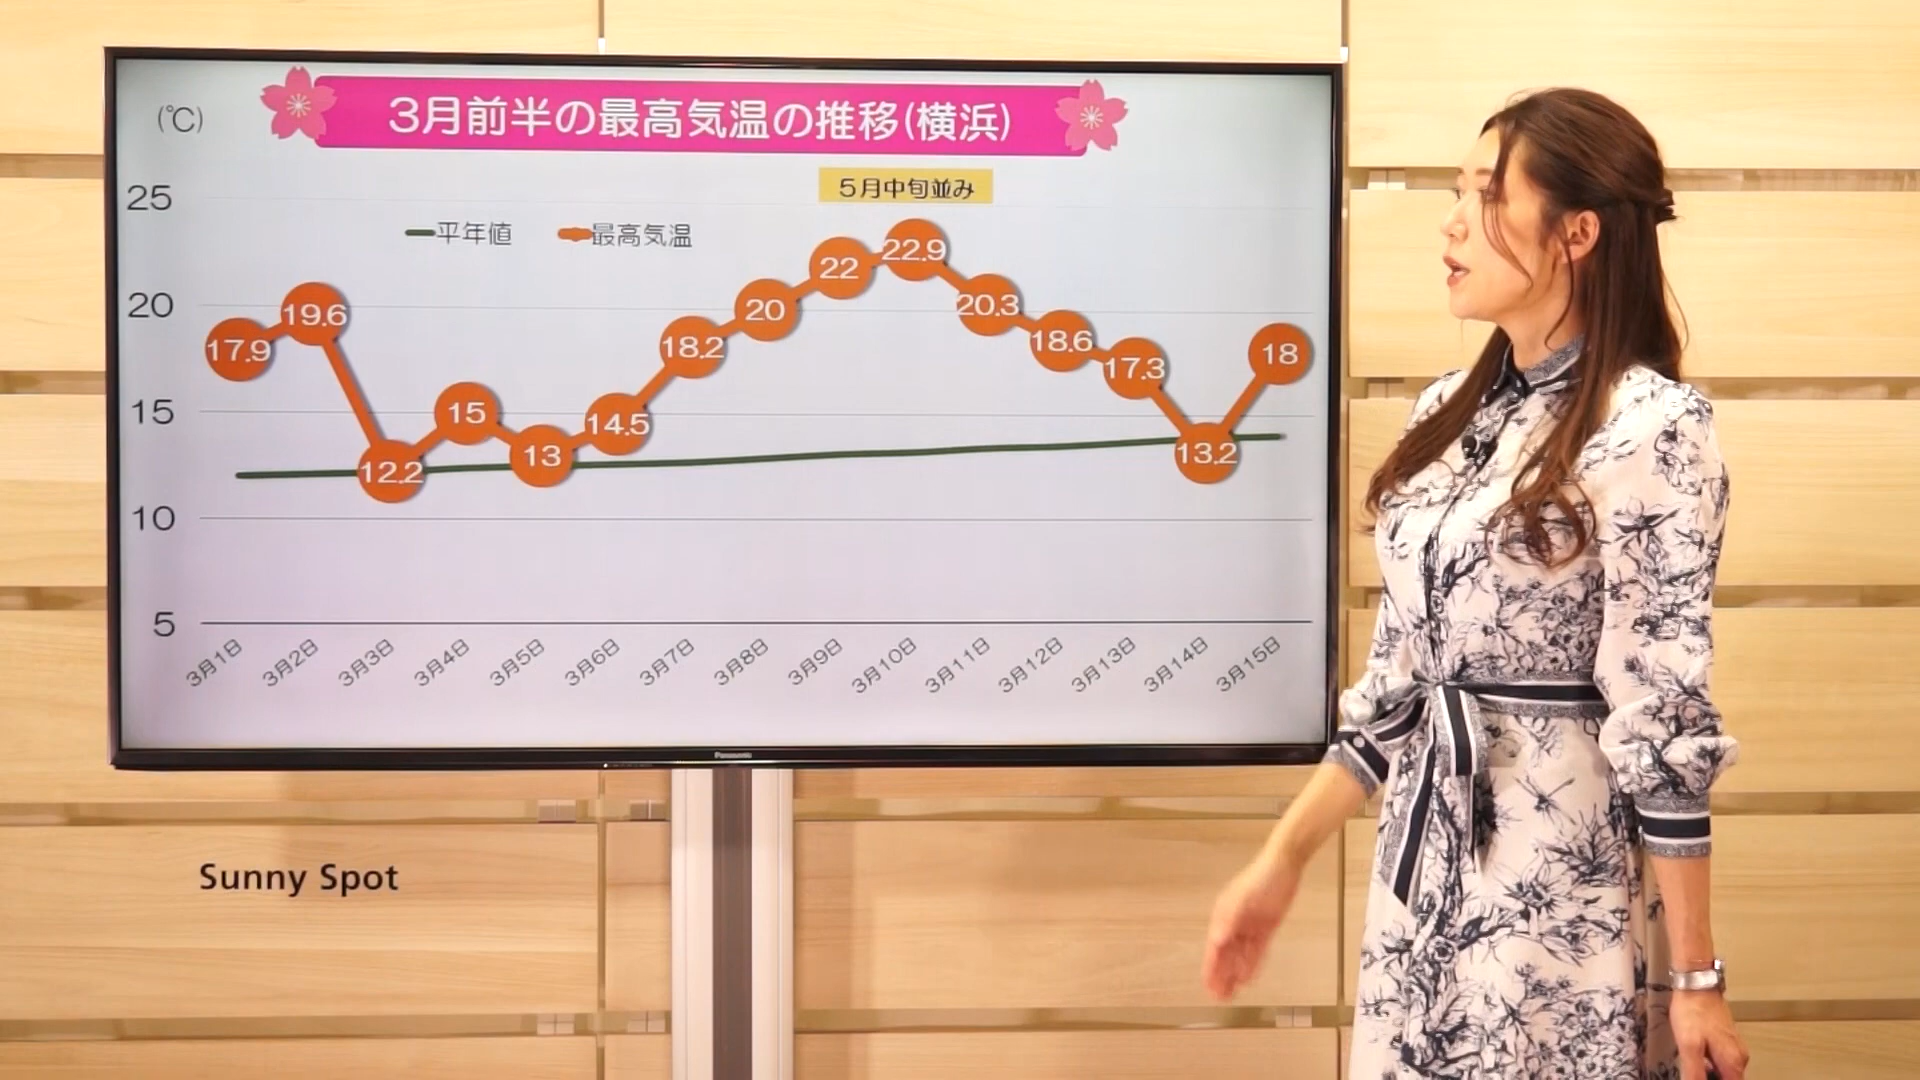 (℃)
3月前半の最高気温の推移(横浜)
5月中旬並み
平年値
最高気温
25
20
15
10
5
17.9
19.6
12.2
15
13
14.5
18.2
20
22
22.9
20.3
18.6
17.3
13.2
18
3月1日
3月2日
3月3日
3月4日
3月5日
3月6日
3月7日
3月8日
3月9日
3月10日
3月11日
3月12日
3月13日
3月14日
3月15日
Panasonic
Sunny Spot